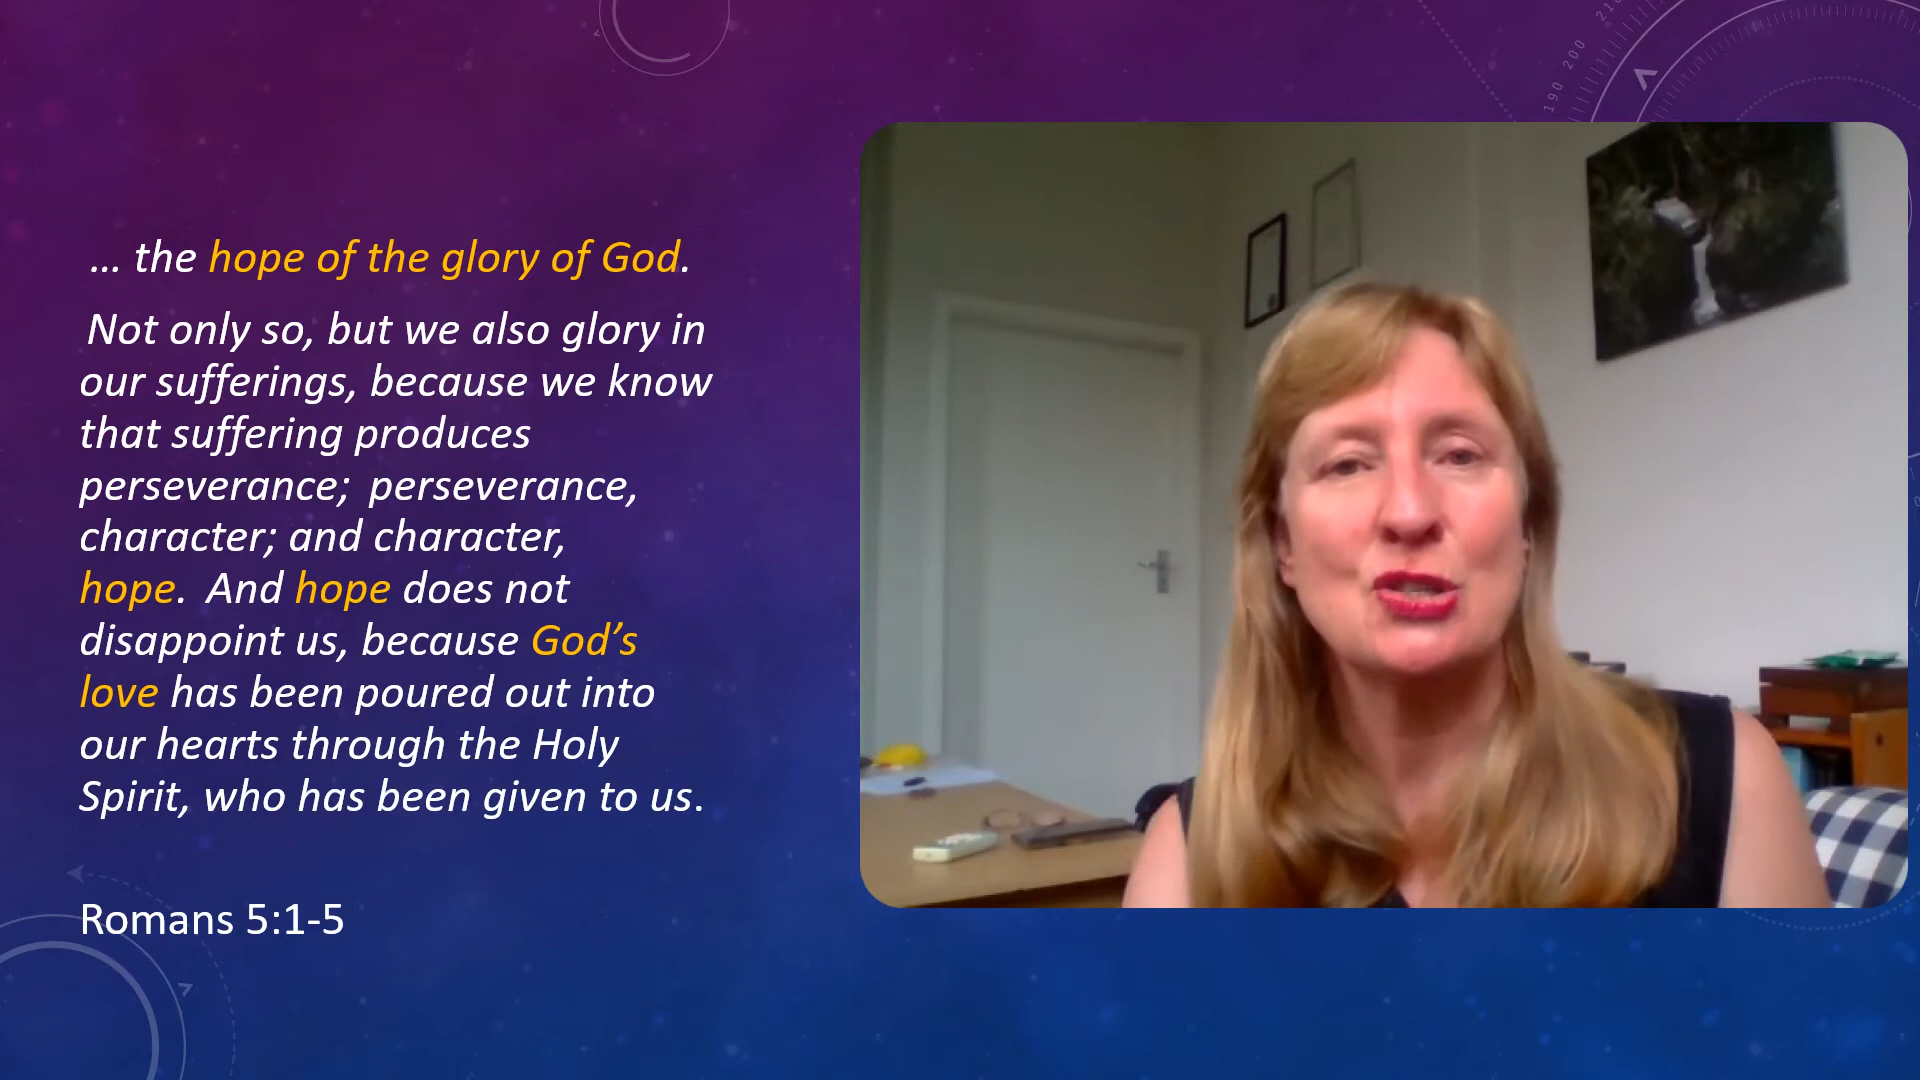 ... the hope of the glory of God.
Not only so, but we also glory in
our sufferings, because we know
that suffering produces
perseverance;  perseverance,
character; and character,
hope.  And hope does not
disappoint us, because God’s
love has been poured out into
our hearts through the Holy
Spirit, who has been given to us.
Romans 5:1-5
190 200 210